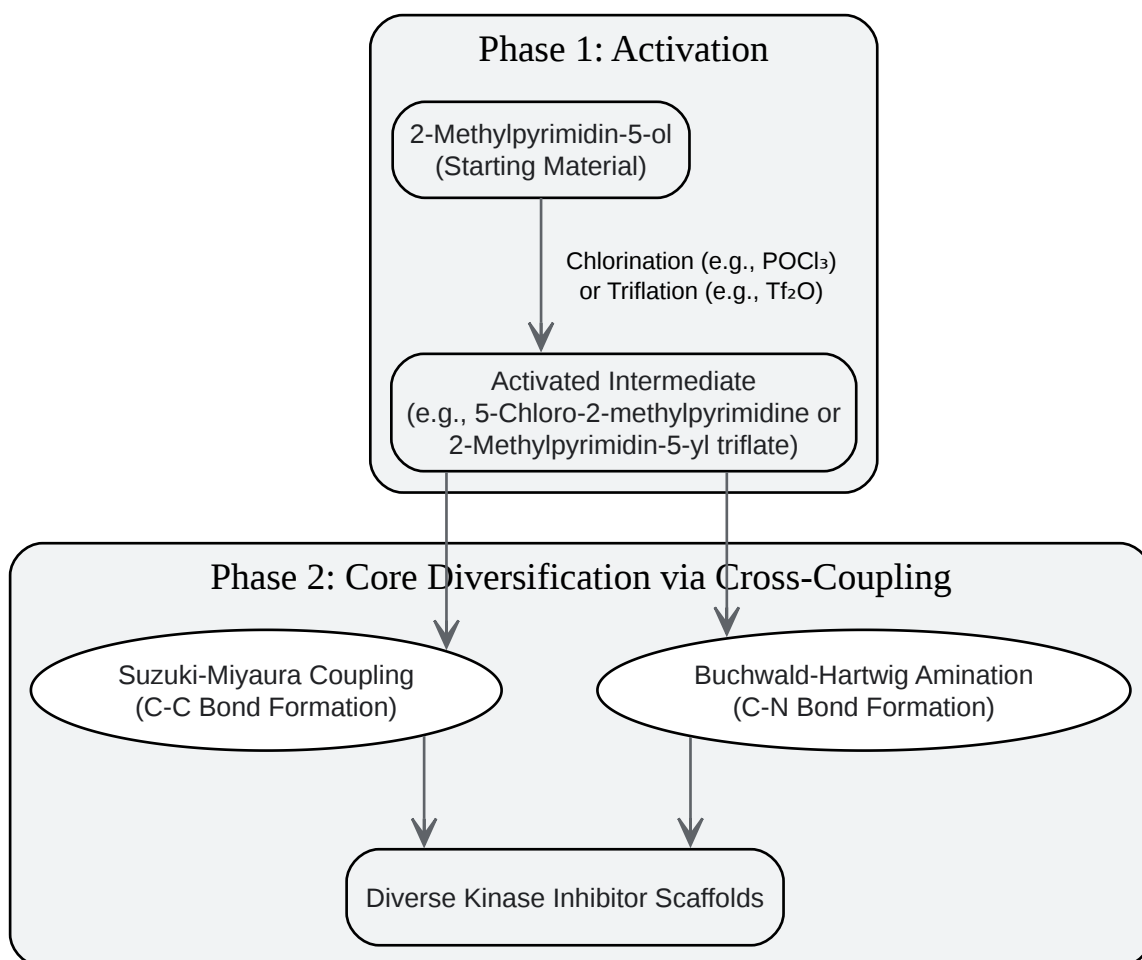 Phase 1: Activation
2-Methylpyrimidin-5-ol
(Starting Material)
Chlorination (e.g., POCl₃)
or Triflation (e.g., Tf₂O)
Activated Intermediate
(e.g., 5-Chloro-2-methylpyrimidine or
2-Methylpyrimidin-5-yl triflate)
Phase 2: Core Diversification via Cross-Coupling
Suzuki-Miyaura Coupling
(C-C Bond Formation)
Buchwald-Hartwig Amination
(C-N Bond Formation)
Diverse Kinase Inhibitor Scaffolds